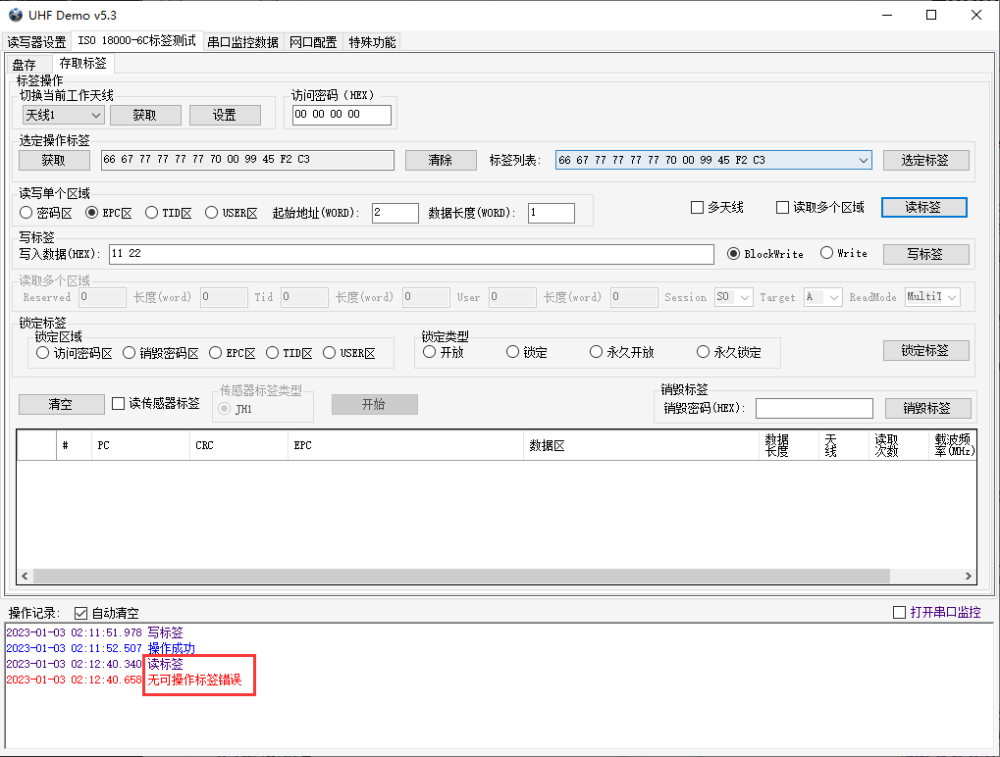 UHF Demo v5.3
读写器设置 ISO 18000-6C标签测试 串口监控数据 网口配置 特殊功能
盘存 存取标签
标签操作
切换当前工作天线 访问密码 (HEX)
天线1 获取 设置 00 00 00 00
选定操作标签
获取 66 67 77 77 77 77 70 00 99 45 F2 C3 清除 标签列表: 66 67 77 77 77 77 70 00 99 45 F2 C3 选定标签
读写单个区域
密码区 EPC区 TID区 USER区 起始地址(WORD): 2 数据长度(WORD): 1 多天线 读取多个区域 读标签
写标签
写入数据(HEX): 11 22 BlockWrite Write 写标签
读取多个区域
Reserved 0 长度(word) 0 Tid 0 长度(word) 0 User 0 长度(word) 0 Session S0 Target A ReadMode MultiT
锁定标签
锁定区域 锁定类型
访问密码区 销毁密码区 EPC区 TID区 USER区 开放 锁定 永久开放 永久锁定 锁定标签
传感器标签类型 销毁标签
清空 读传感器标签 JH1 开始 销毁密码(HEX): 销毁标签
# PC CRC EPC 数据区 数据长度 天线 读取次数 载波频率(MHz)
操作记录: 自动清空 打开串口监控
2023-01-03 02:11:51.978 写标签
2023-01-03 02:11:52.507 操作成功
2023-01-03 02:12:40.340 读标签
2023-01-03 02:12:40.658 无可操作标签错误